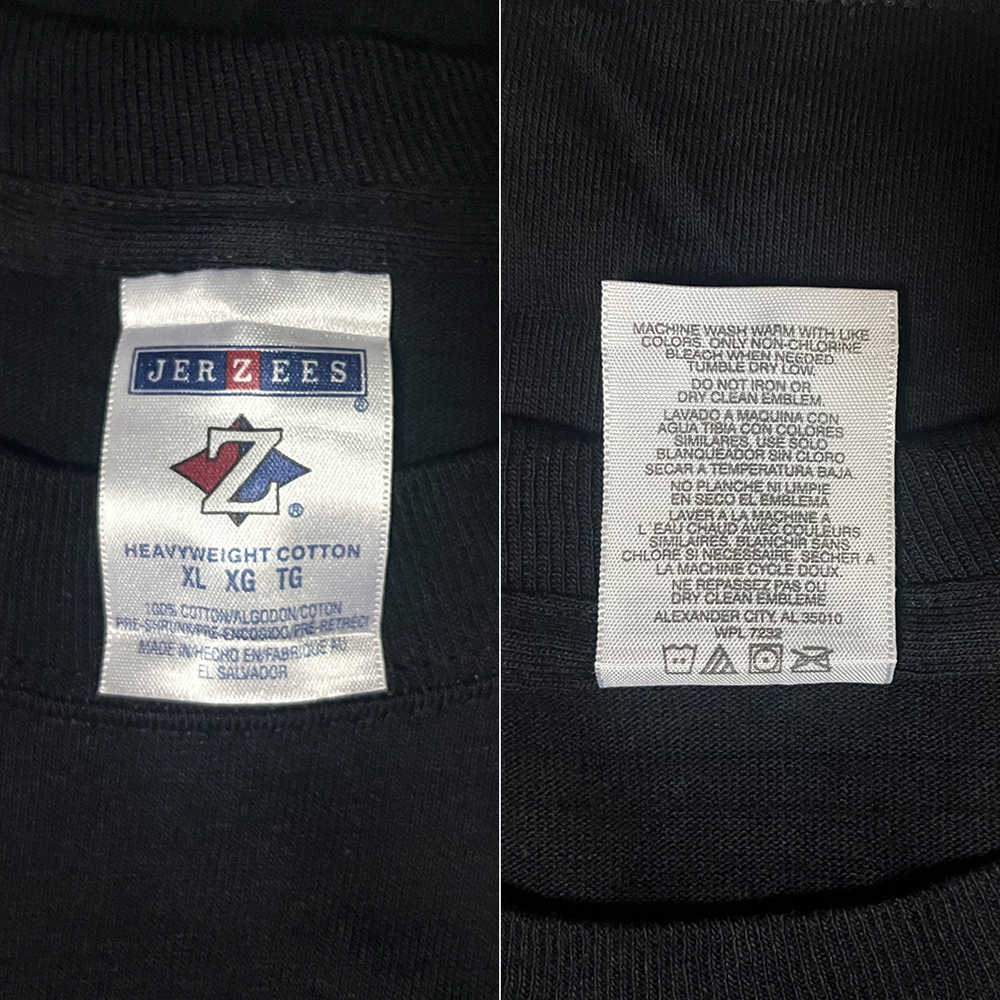 JERZEES
®
Z
®
HEAVYWEIGHT COTTON
XL XG TG
100% COTTON/ALGODON/COTON
PRE-SHRUNK/PRE-ENCOGIDO/PRE-RETRECI
MADE IN/HECHO EN/FABRIQUE AU
EL SALVADOR
MACHINE WASH WARM WITH LIKE
COLORS, ONLY NON-CHLORINE
BLEACH WHEN NEEDED
TUMBLE DRY LOW.
DO NOT IRON OR
DRY CLEAN EMBLEM.
LAVADO A MAQUINA CON
AGUA TIBIA CON COLORES
SIMILARES, USE SOLO
BLANQUEADOR SIN CLORO
SECAR A TEMPERATURA BAJA.
NO PLANCHE NI LIMPIE
EN SECO EL EMBLEMA
LAVER A LA MACHINE A
L'EAU CHAUD AVEC COULEURS
SIMILAIRES, BLANCHIR SANS
CHLORE SI NECESSAIRE. SECHER A
LA MACHINE CYCLE DOUX.
NE REPASSEZ PAS OU
DRY CLEAN EMBLEME
ALEXANDER CITY, AL 35010
WPL 7232